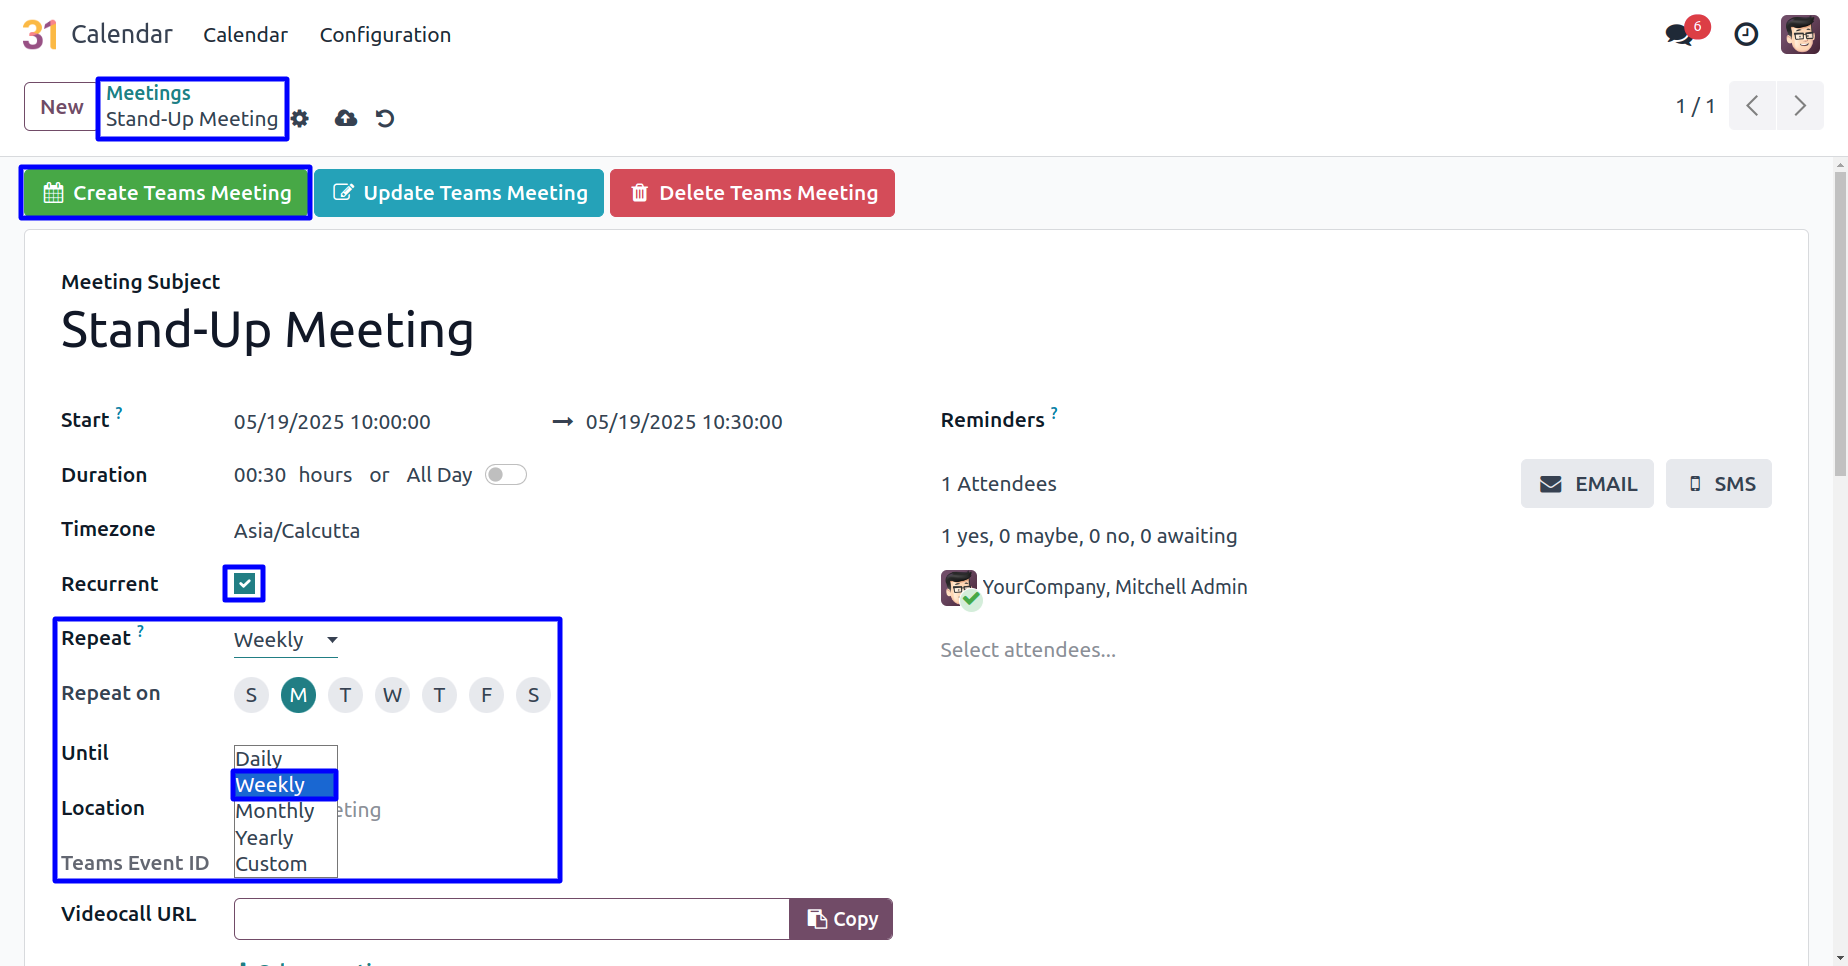 31 Calendar Calendar Configuration 6
New Meetings
Stand-Up Meeting
1 / 1
Create Teams Meeting Update Teams Meeting Delete Teams Meeting
Meeting Subject
Stand-Up Meeting
Start ? 05/19/2025 10:00:00 → 05/19/2025 10:30:00
Duration 00:30 hours or All Day
Timezone Asia/Calcutta
Recurrent
Repeat ? Weekly
Repeat on S M T W T F S
Until
Daily
Weekly
Location
Monthly eting
Yearly
Teams Event ID
Custom
Videocall URL Copy
Reminders ?
1 Attendees EMAIL SMS
1 yes, 0 maybe, 0 no, 0 awaiting
YourCompany, Mitchell Admin
Select attendees...